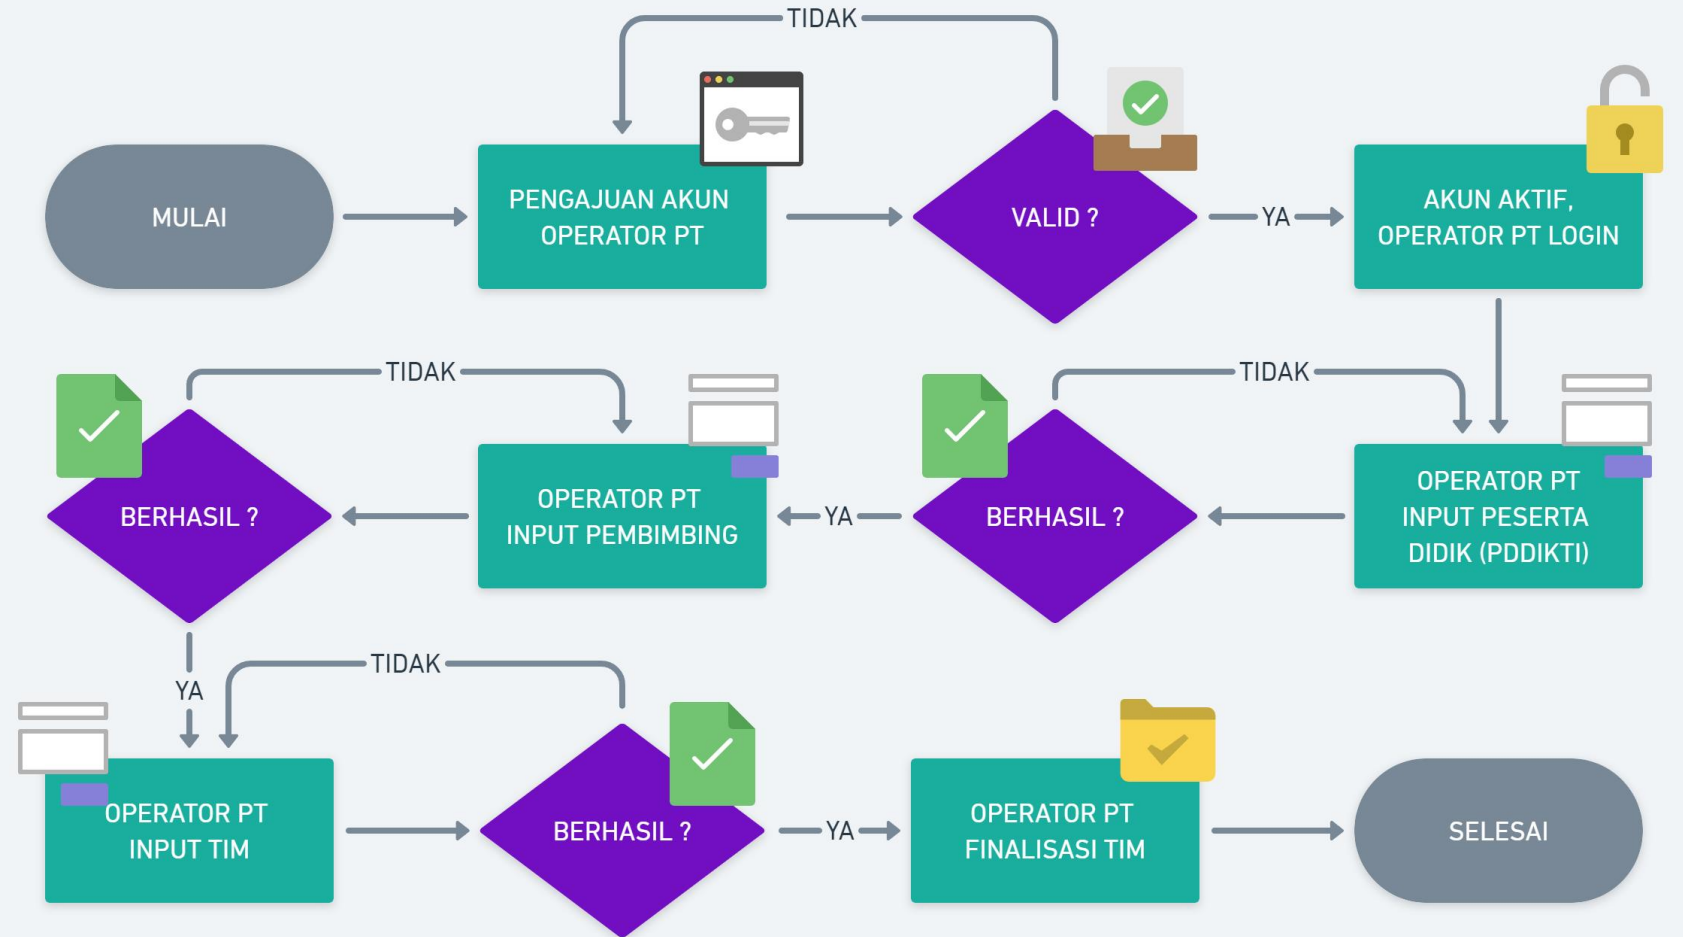 TIDAK
MULAI
PENGAJUAN AKUN
OPERATOR PT
VALID ?
YA
AKUN AKTIF,
OPERATOR PT LOGIN
TIDAK
TIDAK
OPERATOR PT
INPUT PESERTA
DIDIK (PDDIKTI)
BERHASIL ?
YA
OPERATOR PT
INPUT PEMBIMBING
BERHASIL ?
YA
TIDAK
OPERATOR PT
INPUT TIM
BERHASIL ?
YA
OPERATOR PT
FINALISASI TIM
SELESAI